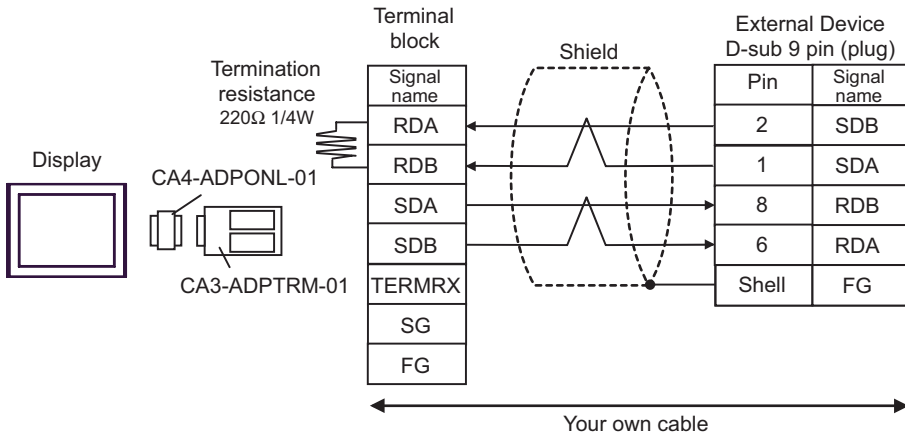 Terminal
block
External Device
D-sub 9 pin (plug)
Shield
Termination
resistance
220Ω 1/4W
Display
CA4-ADPONL-01
CA3-ADPTRM-01
Signal
name
RDA
RDB
SDA
SDB
TERMRX
SG
FG
Pin
Signal
name
2
SDB
1
SDA
8
RDB
6
RDA
Shell
FG
Your own cable